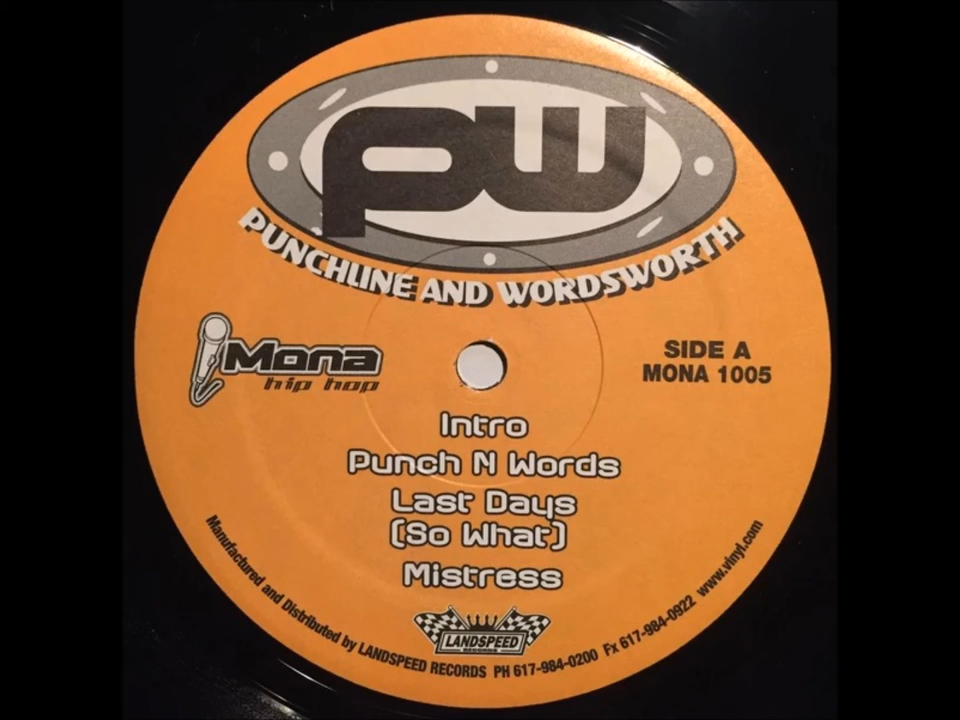 PW
PUNCHLINE AND WORDSWORTH
Mona
hip hop
SIDE A
MONA 1005
Intro
Punch N Words
Last Days
(So What)
Mistress
LANDSPEED
RECORDS
Manufactured and Distributed by LANDSPEED RECORDS PH 617-984-0200 Fx 617-984-0922 www.vinyl.com